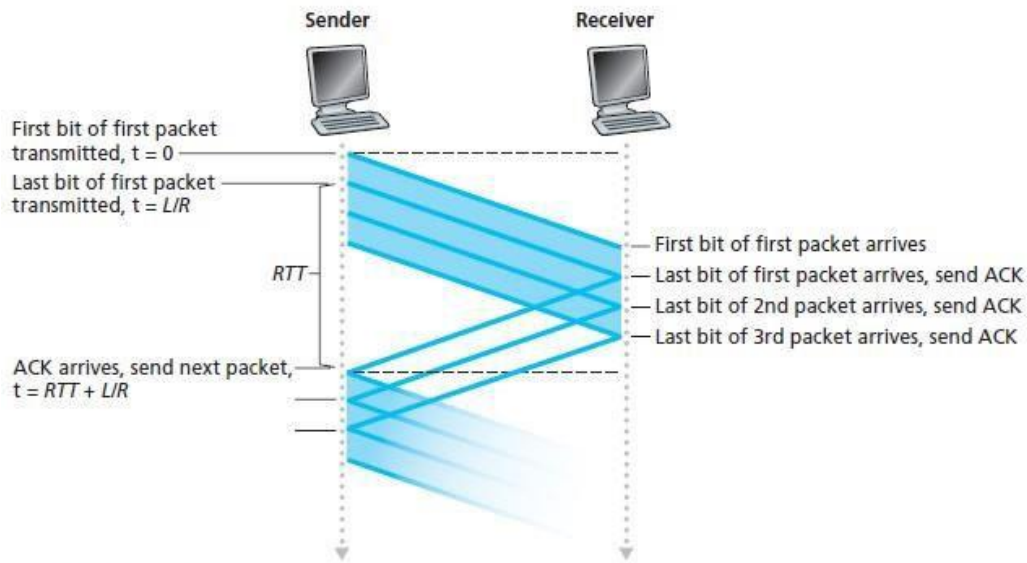 Sender
Receiver
First bit of first packet
transmitted, t = 0
Last bit of first packet
transmitted, t = L/R
First bit of first packet arrives
RTT
Last bit of first packet arrives, send ACK
Last bit of 2nd packet arrives, send ACK
Last bit of 3rd packet arrives, send ACK
ACK arrives, send next packet,
t = RTT + L/R